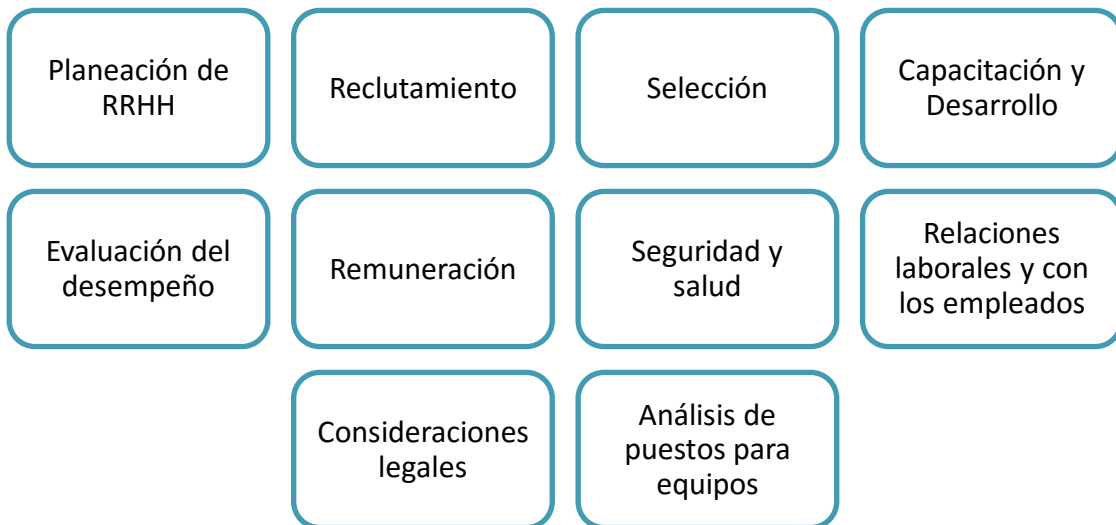 Planeación de
RRHH
Reclutamiento
Selección
Capacitación y
Desarrollo
Evaluación del
desempeño
Remuneración
Seguridad y
salud
Relaciones
laborales y con
los empleados
Consideraciones
legales
Análisis de
puestos para
equipos